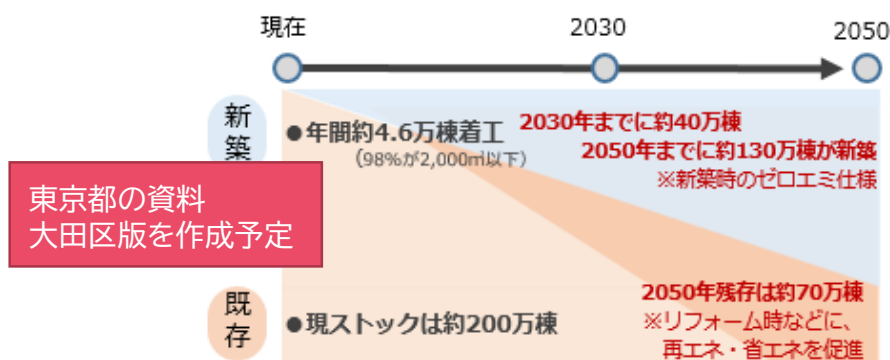 現在
2030
2050
新築
●年間約4.6万棟着工
（98%が2,000㎡以下）
2030年までに約40万棟
2050年までに約130万棟が新築
※新築時のゼロエミ仕様
東京都の資料
大田区版を作成予定
既存
●現ストックは約200万棟
2050年残存は約70万棟
※リフォーム時などに、
再エネ・省エネを促進